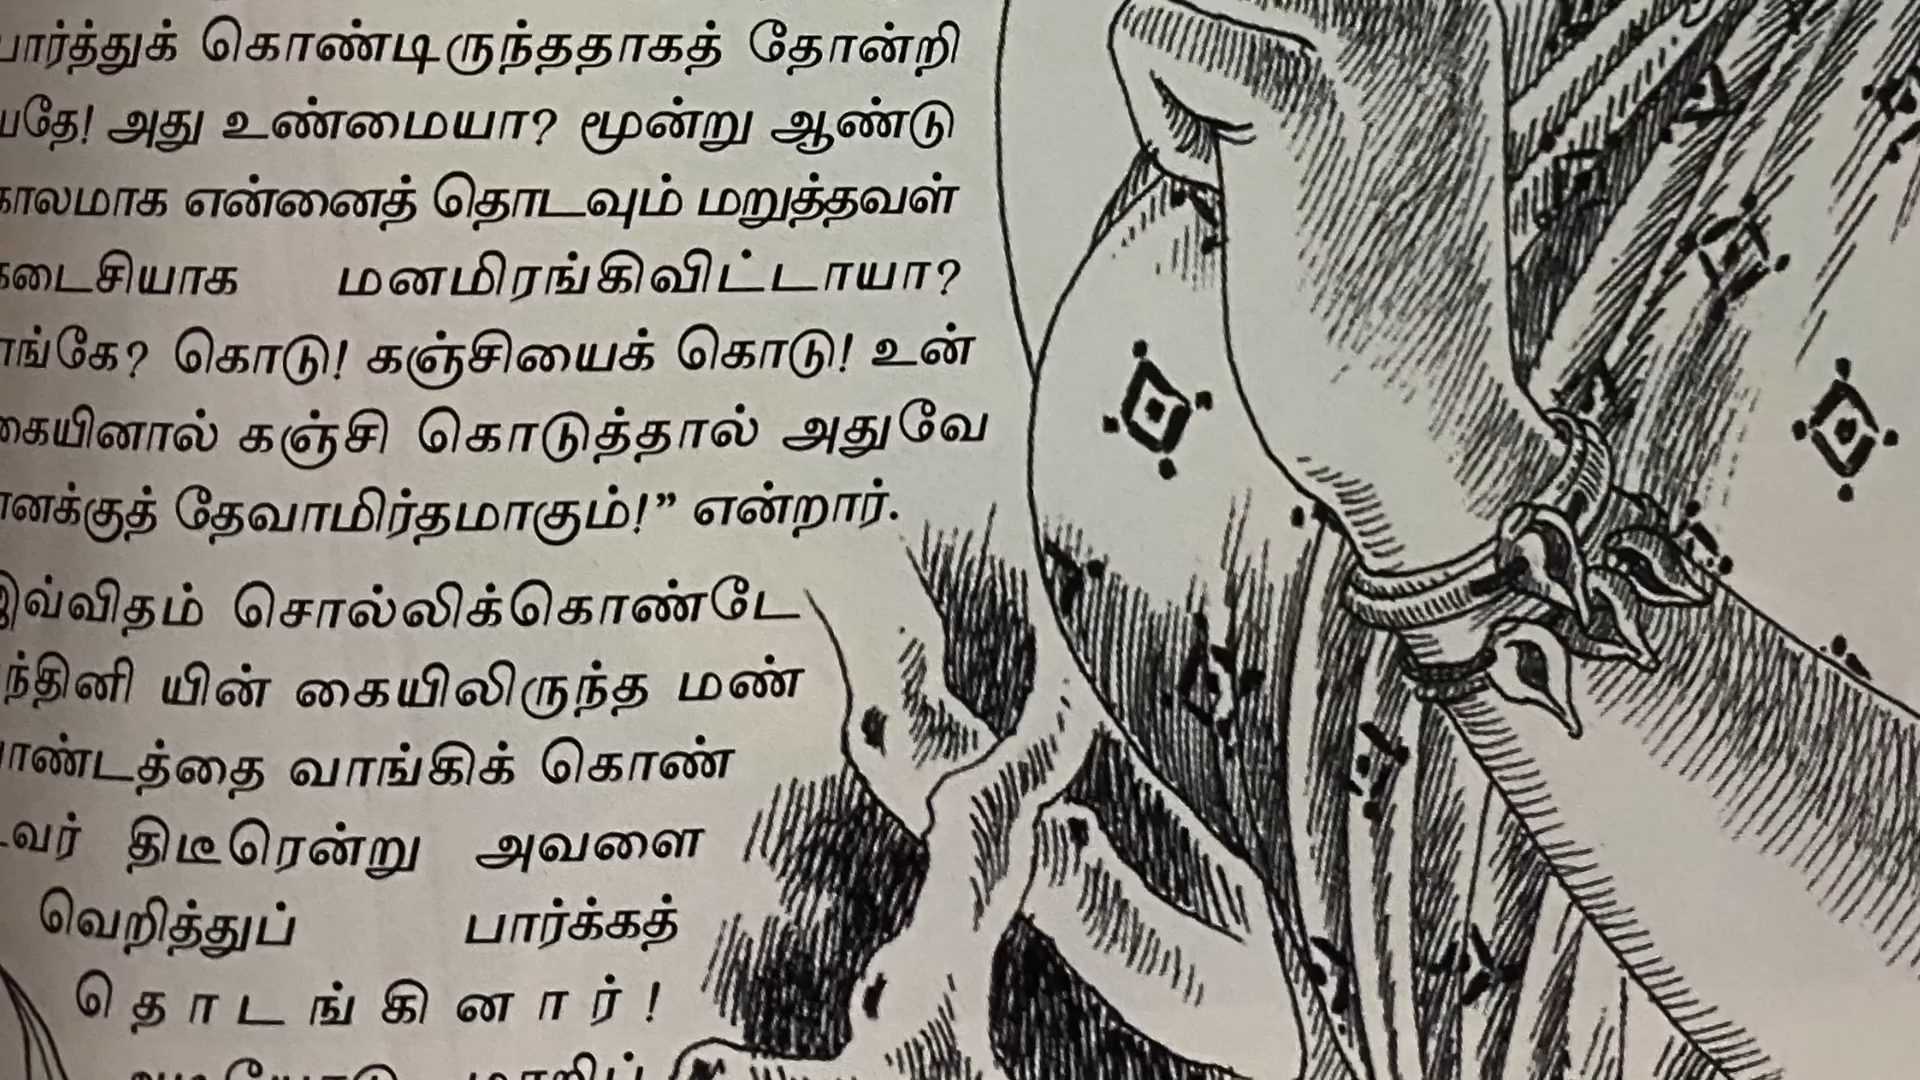 பார்த்துக் கொண்டிருந்ததாகத் தோன்றி
யதே! அது உண்மையா? மூன்று ஆண்டு
காலமாக என்னைத் தொடவும் மறுத்தவள்
கடைசியாக மனமிரங்கிவிட்டாயா?
எங்கே? கொடு! கஞ்சியைக் கொடு! உன்
கையினால் கஞ்சி கொடுத்தால் அதுவே
எனக்குத் தேவாமிர்தமாகும்!” என்றார்.
இவ்விதம் சொல்லிக்கொண்டே
நந்தினி யின் கையிலிருந்த மண்
பாண்டத்தை வாங்கிக் கொண்
டவர் திடீரென்று அவளை
வெறித்துப் பார்க்கத்
தொடங்கினார்!